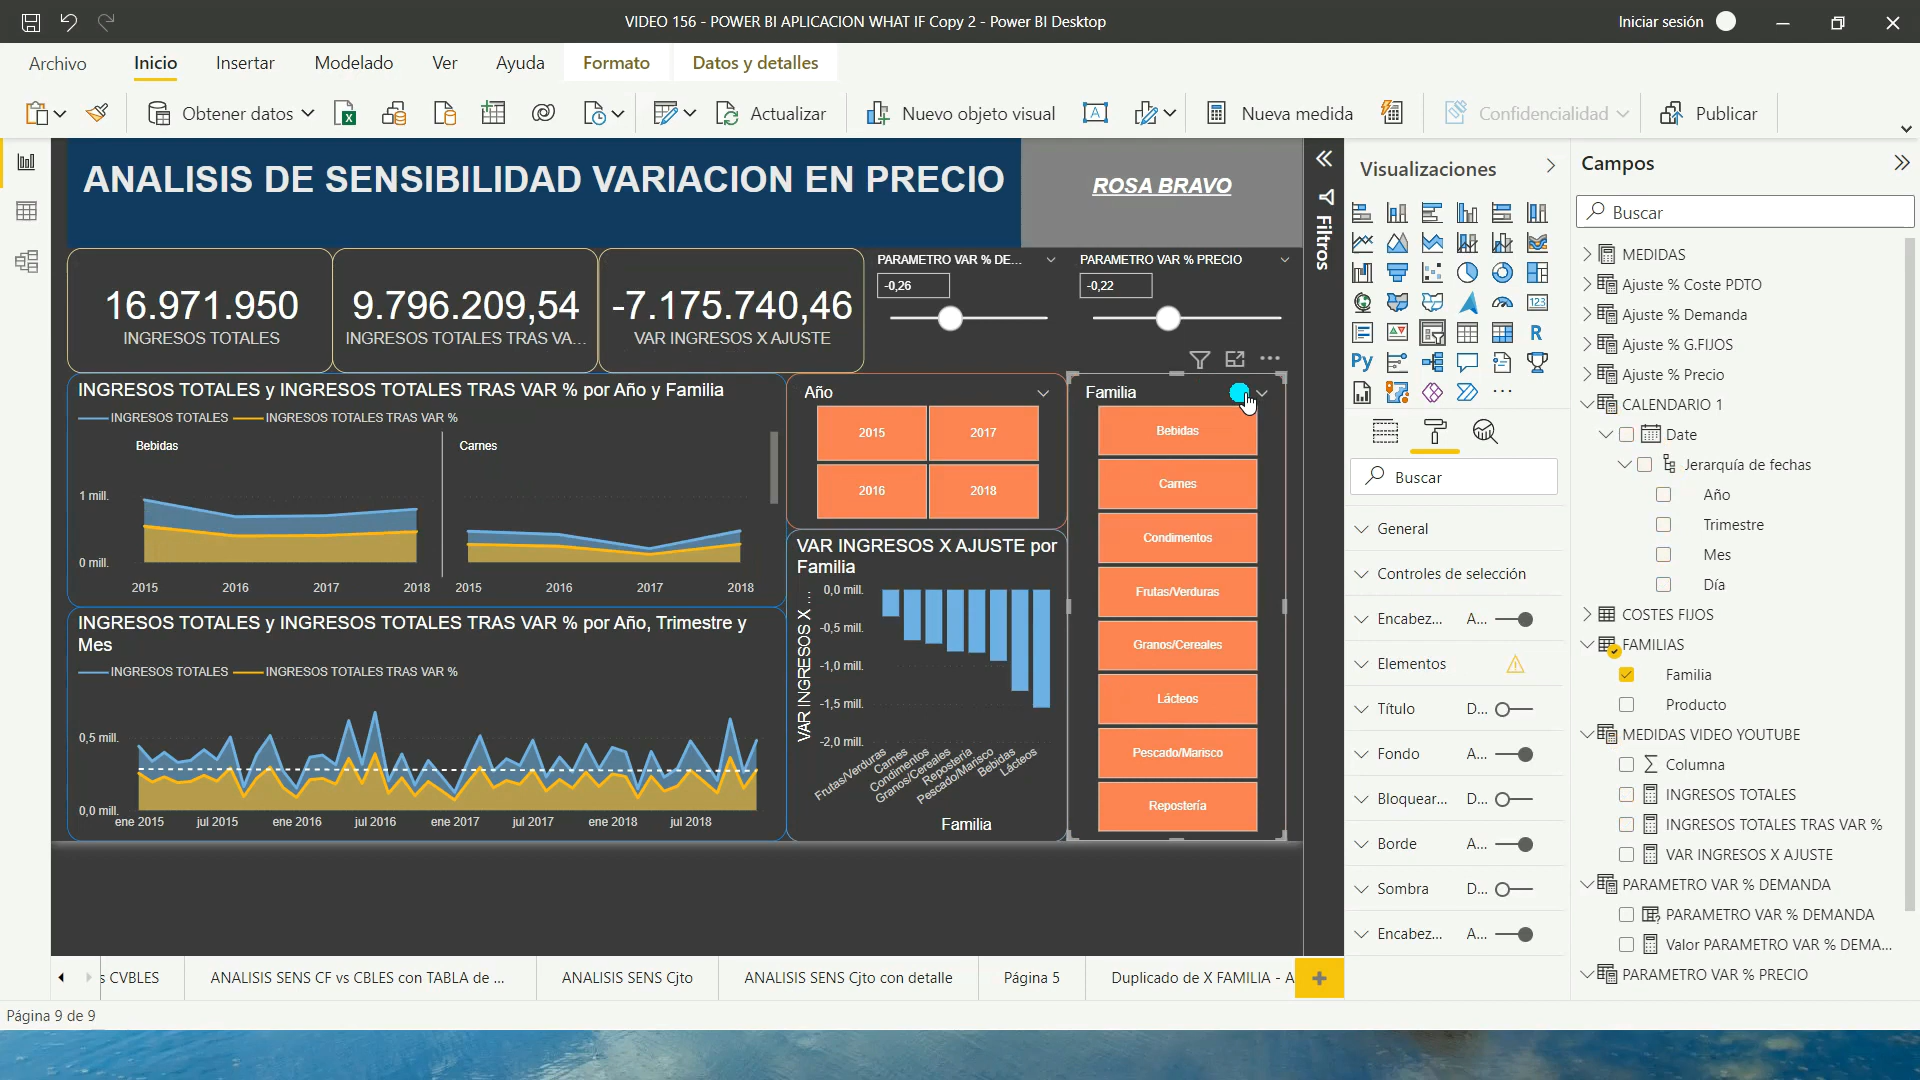 VIDEO 156 - POWER BI APLICACION WHAT IF Copy 2 - Power BI Desktop
Iniciar sesión
Archivo
Inicio
Insertar
Modelado
Ver
Ayuda
Formato
Datos y detalles
Obtener datos
Actualizar
Nuevo objeto visual
Nueva medida
Confidencialidad
Publicar
ANALISIS DE SENSIBILIDAD VARIACION EN PRECIO
ROSA BRAVO
16.971.950
INGRESOS TOTALES
9.796.209,54
INGRESOS TOTALES TRAS VA...
-7.175.740,46
VAR INGRESOS X AJUSTE
PARAMETRO VAR % DE...
-0,26
PARAMETRO VAR % PRECIO
-0,22
INGRESOS TOTALES y INGRESOS TOTALES TRAS VAR % por Año y Familia
INGRESOS TOTALES
INGRESOS TOTALES TRAS VAR %
Bebidas
Carnes
1 mill.
0 mill.
2015
2016
2017
2018
2015
2016
2017
2018
INGRESOS TOTALES y INGRESOS TOTALES TRAS VAR % por Año, Trimestre y
Mes
INGRESOS TOTALES
INGRESOS TOTALES TRAS VAR %
0,5 mill.
0,0 mill.
ene 2015
jul 2015
ene 2016
jul 2016
ene 2017
jul 2017
ene 2018
jul 2018
Año
2015
2017
2016
2018
VAR INGRESOS X AJUSTE por
Familia
VAR INGRESOS X ...
0,0 mill.
-0,5 mill.
-1,0 mill.
-1,5 mill.
-2,0 mill.
Frutas/Verduras
Carnes
Condimentos
Granos/Cereales
Repostería
Pescado/Marisco
Bebidas
Lácteos
Familia
Familia
Bebidas
Carnes
Condimentos
Frutas/Verduras
Granos/Cereales
Lácteos
Pescado/Marisco
Repostería
Filtros
Visualizaciones
123
R
Py
Buscar
General
Controles de selección
Encabez... A...
Elementos
Título D...
Fondo A...
Bloquear... D...
Borde A...
Sombra D...
Encabez... A...
Campos
Buscar
MEDIDAS
Ajuste % Coste PDTO
Ajuste % Demanda
Ajuste % G.FIJOS
Ajuste % Precio
CALENDARIO 1
Date
Jerarquía de fechas
Año
Trimestre
Mes
Día
COSTES FIJOS
FAMILIAS
Familia
Producto
MEDIDAS VIDEO YOUTUBE
Columna
INGRESOS TOTALES
INGRESOS TOTALES TRAS VAR %
VAR INGRESOS X AJUSTE
PARAMETRO VAR % DEMANDA
PARAMETRO VAR % DEMANDA
Valor PARAMETRO VAR % DEMA...
PARAMETRO VAR % PRECIO
s CVBLES
ANALISIS SENS CF vs CBLES con TABLA de ...
ANALISIS SENS Cjto
ANALISIS SENS Cjto con detalle
Página 5
Duplicado de X FAMILIA - A
Página 9 de 9